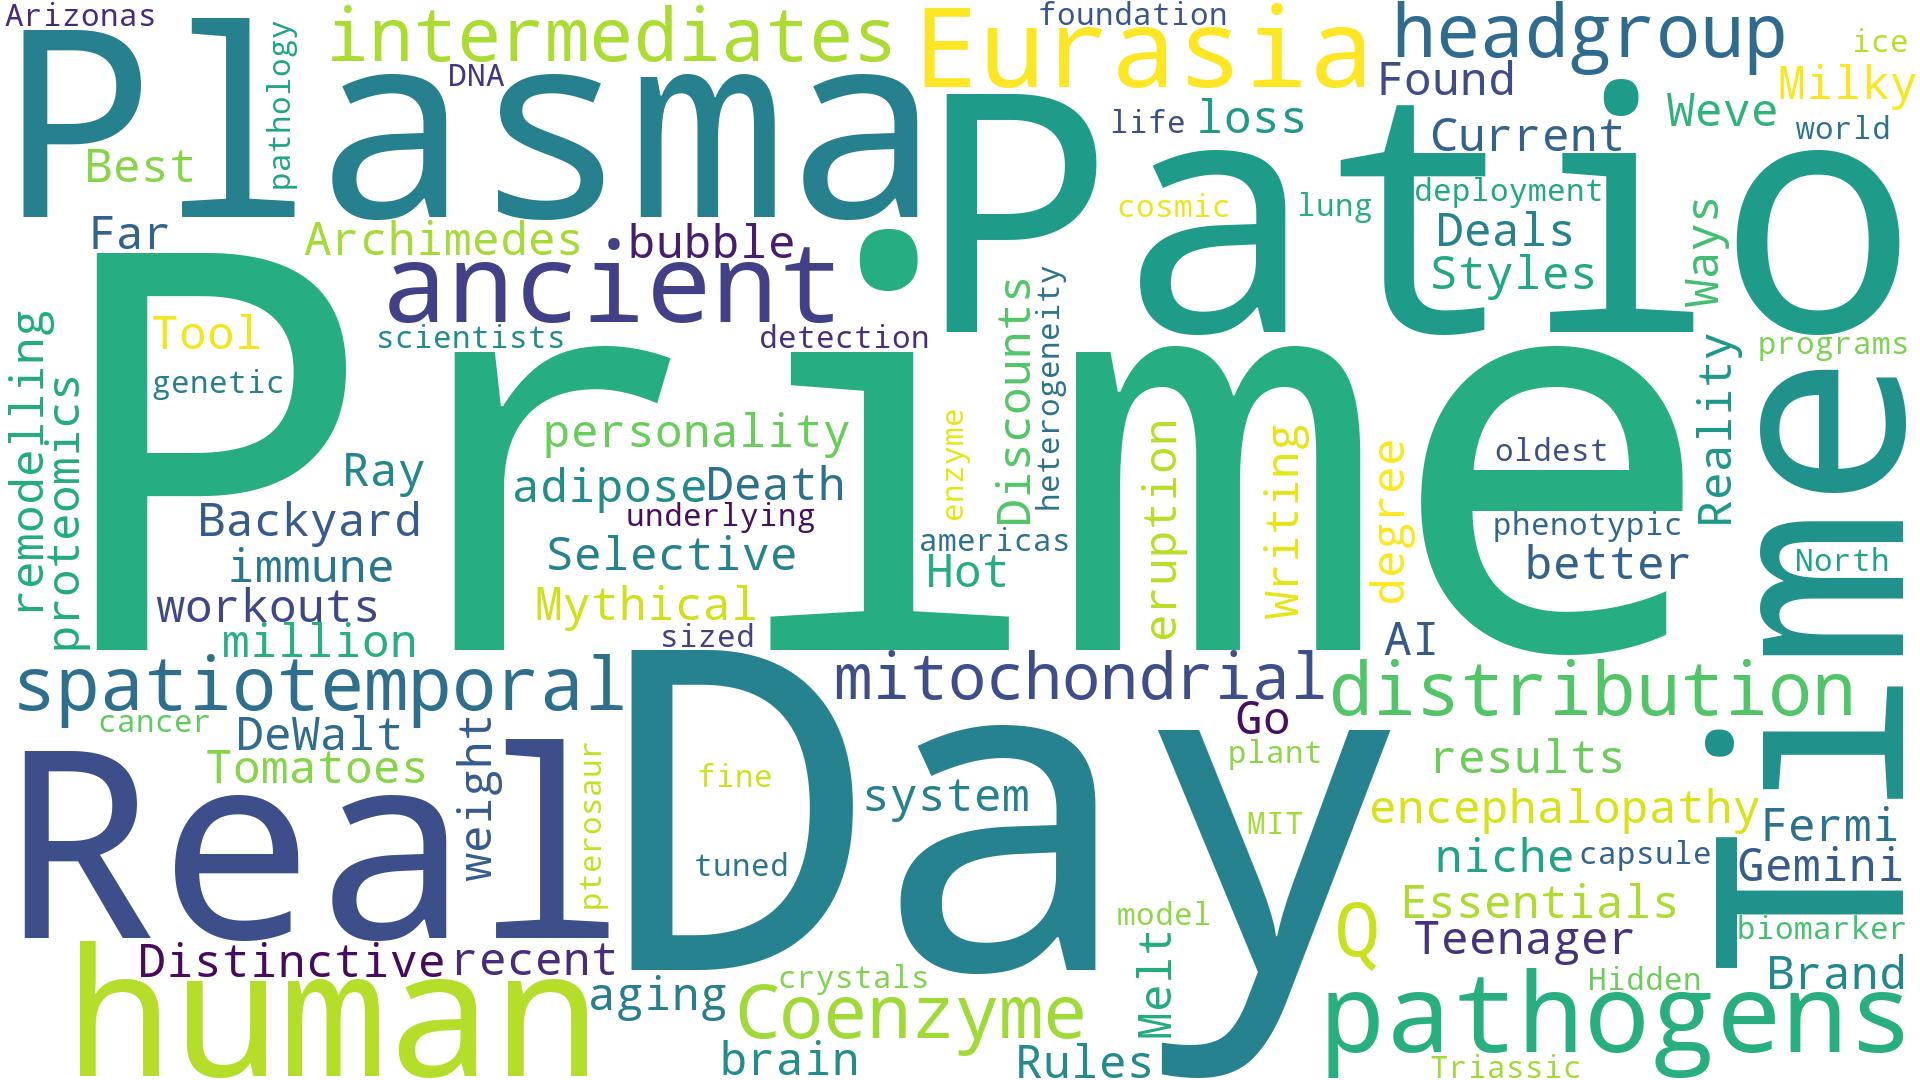 Arizonas
intermediates
foundation
Eurasia
headgroup
ice
Plasma
pathology
DNA
Found
Milky
Best
life
loss
Current
Weve
world
Patio
Far
Archimedes
bubble
ancient
cosmic
lung
deployment
Deals
Styles
Ways
Tool
scientists
detection
programs
genetic
Prime
Discounts
heterogeneity
Reality
remodelling
proteomics
Ray
personality
adipose
Death
underlying
enzyme
eruption
Writing
degree
oldest
Backyard
immune
workouts
million
Selective
Mythical
sized
americas
Hot
phenotypic
better
North
AI
Time
spatiotemporal
mitochondrial
distribution
cancer
DeWalt
Tomatoes
weight
Go
plant
results
Real
pterosaur
fine
tuned
Day
system
MIT
encephalopathy
Fermi
niche
capsule
Gemini
model
Q
Essentials
Teenager
biomarker
Distinctive
recent
human
aging
crystals
Coenzyme
Melt
Hidden
Brand
pathogens
brain
Rules
Triassic